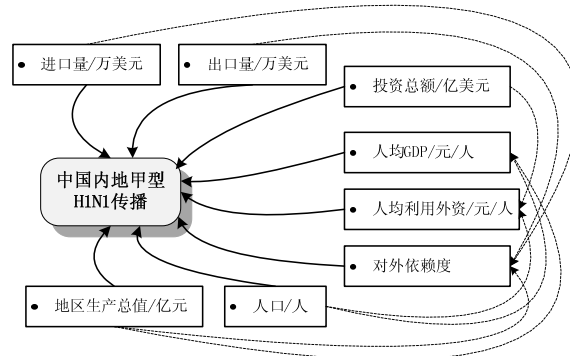 • 进口量/万美元
• 出口量/万美元
• 投资总额/亿美元
• 人均GDP/元/人
中国内地甲型
H1N1传播
• 人均利用外资/元/人
• 对外依赖度
• 地区生产总值/亿元
• 人口/人